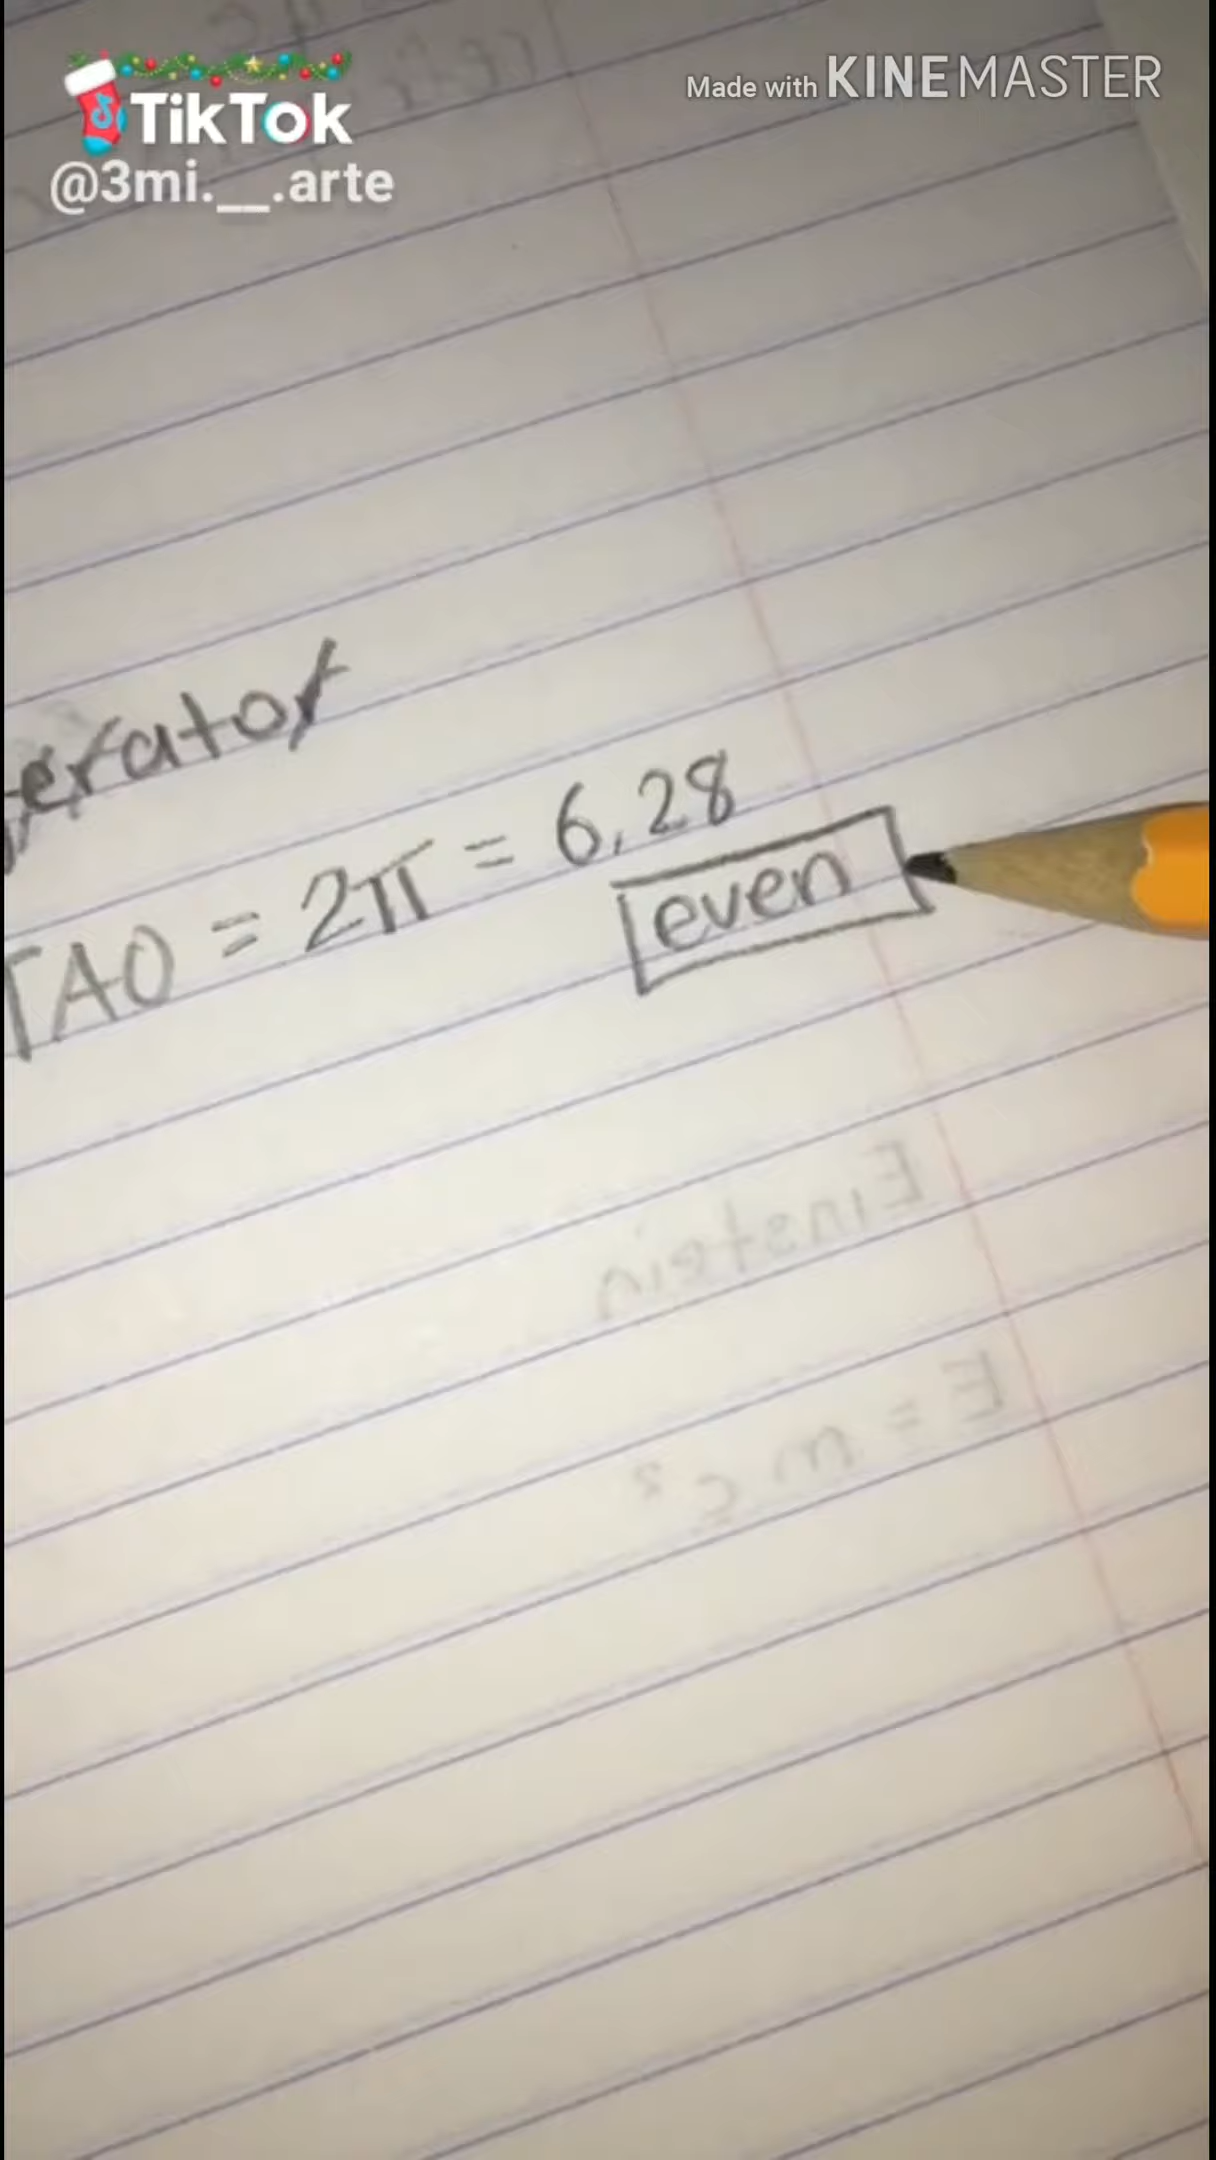 TikTok
@3mi.__.arte
Made with KINEMASTER
erator
TAO = 2π = 6,28
even
Einstein
E = mc²